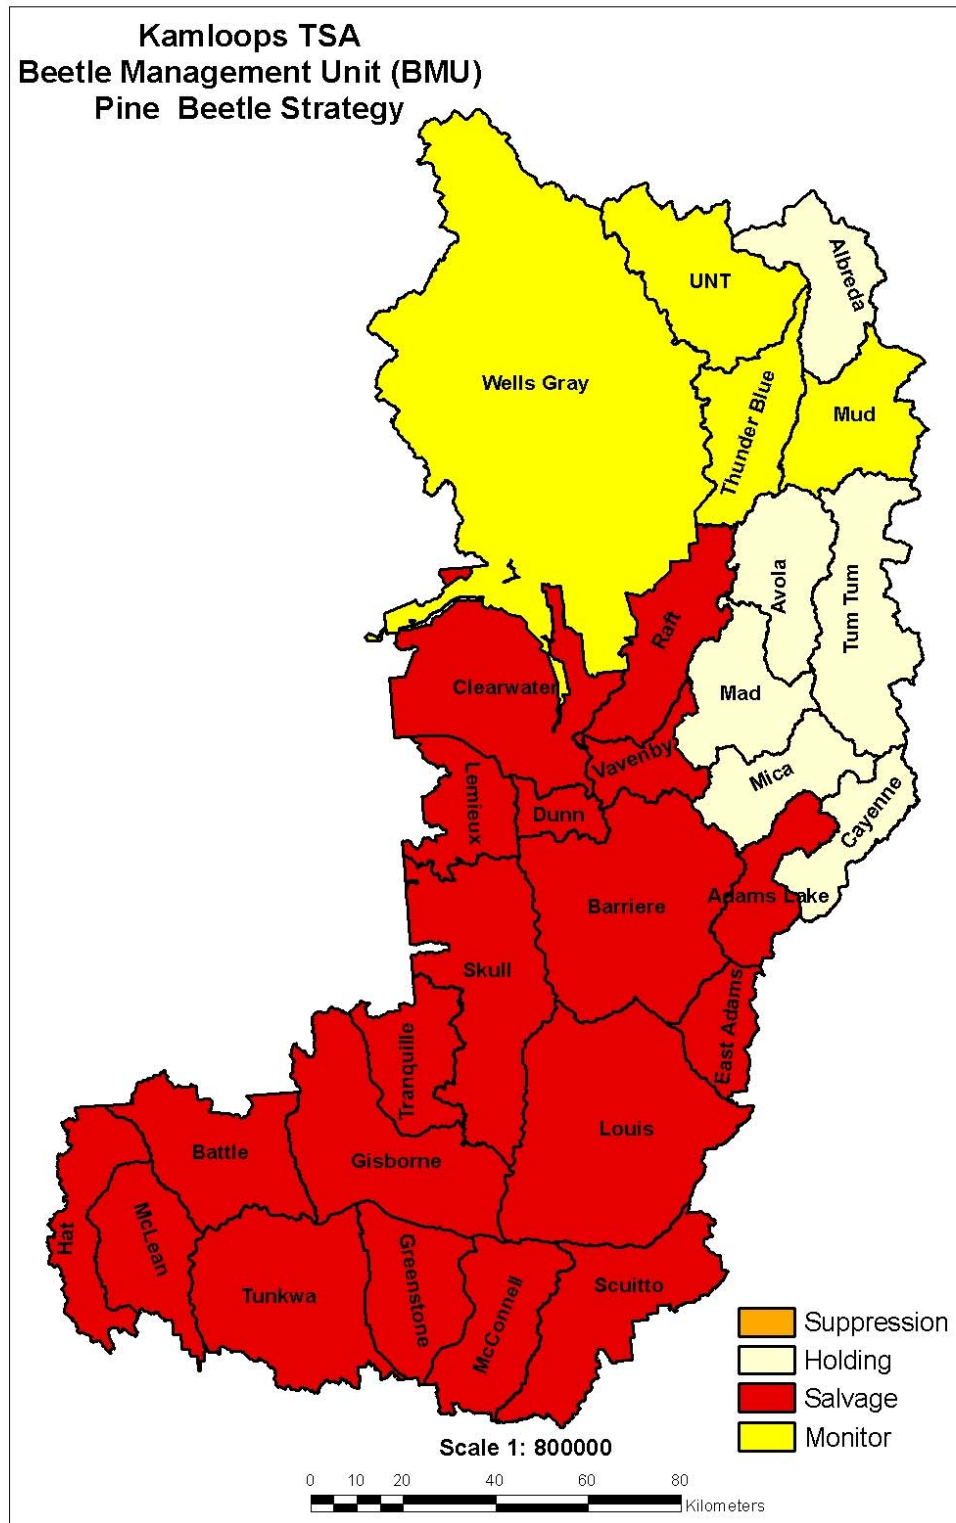 Kamloops TSA
Beetle Management Unit (BMU)
Pine Beetle Strategy
Albreda
UNT
Wells Gray
Thunder Blue
Mud
Avola
Tum Tum
Raft
Clearwater
Mad
Vavenby
Mica
Lemieux
Dunn
Cayenne
Adams Lake
Barriere
Skull
East Adams
Tranquille
Louis
Battle
Gisborne
Hat
McLean
Greenstone
Tunkwa
McConnell
Scuitto
Suppression
Holding
Salvage
Monitor
Scale 1: 800000
0 10 20 40 60 80
Kilometers